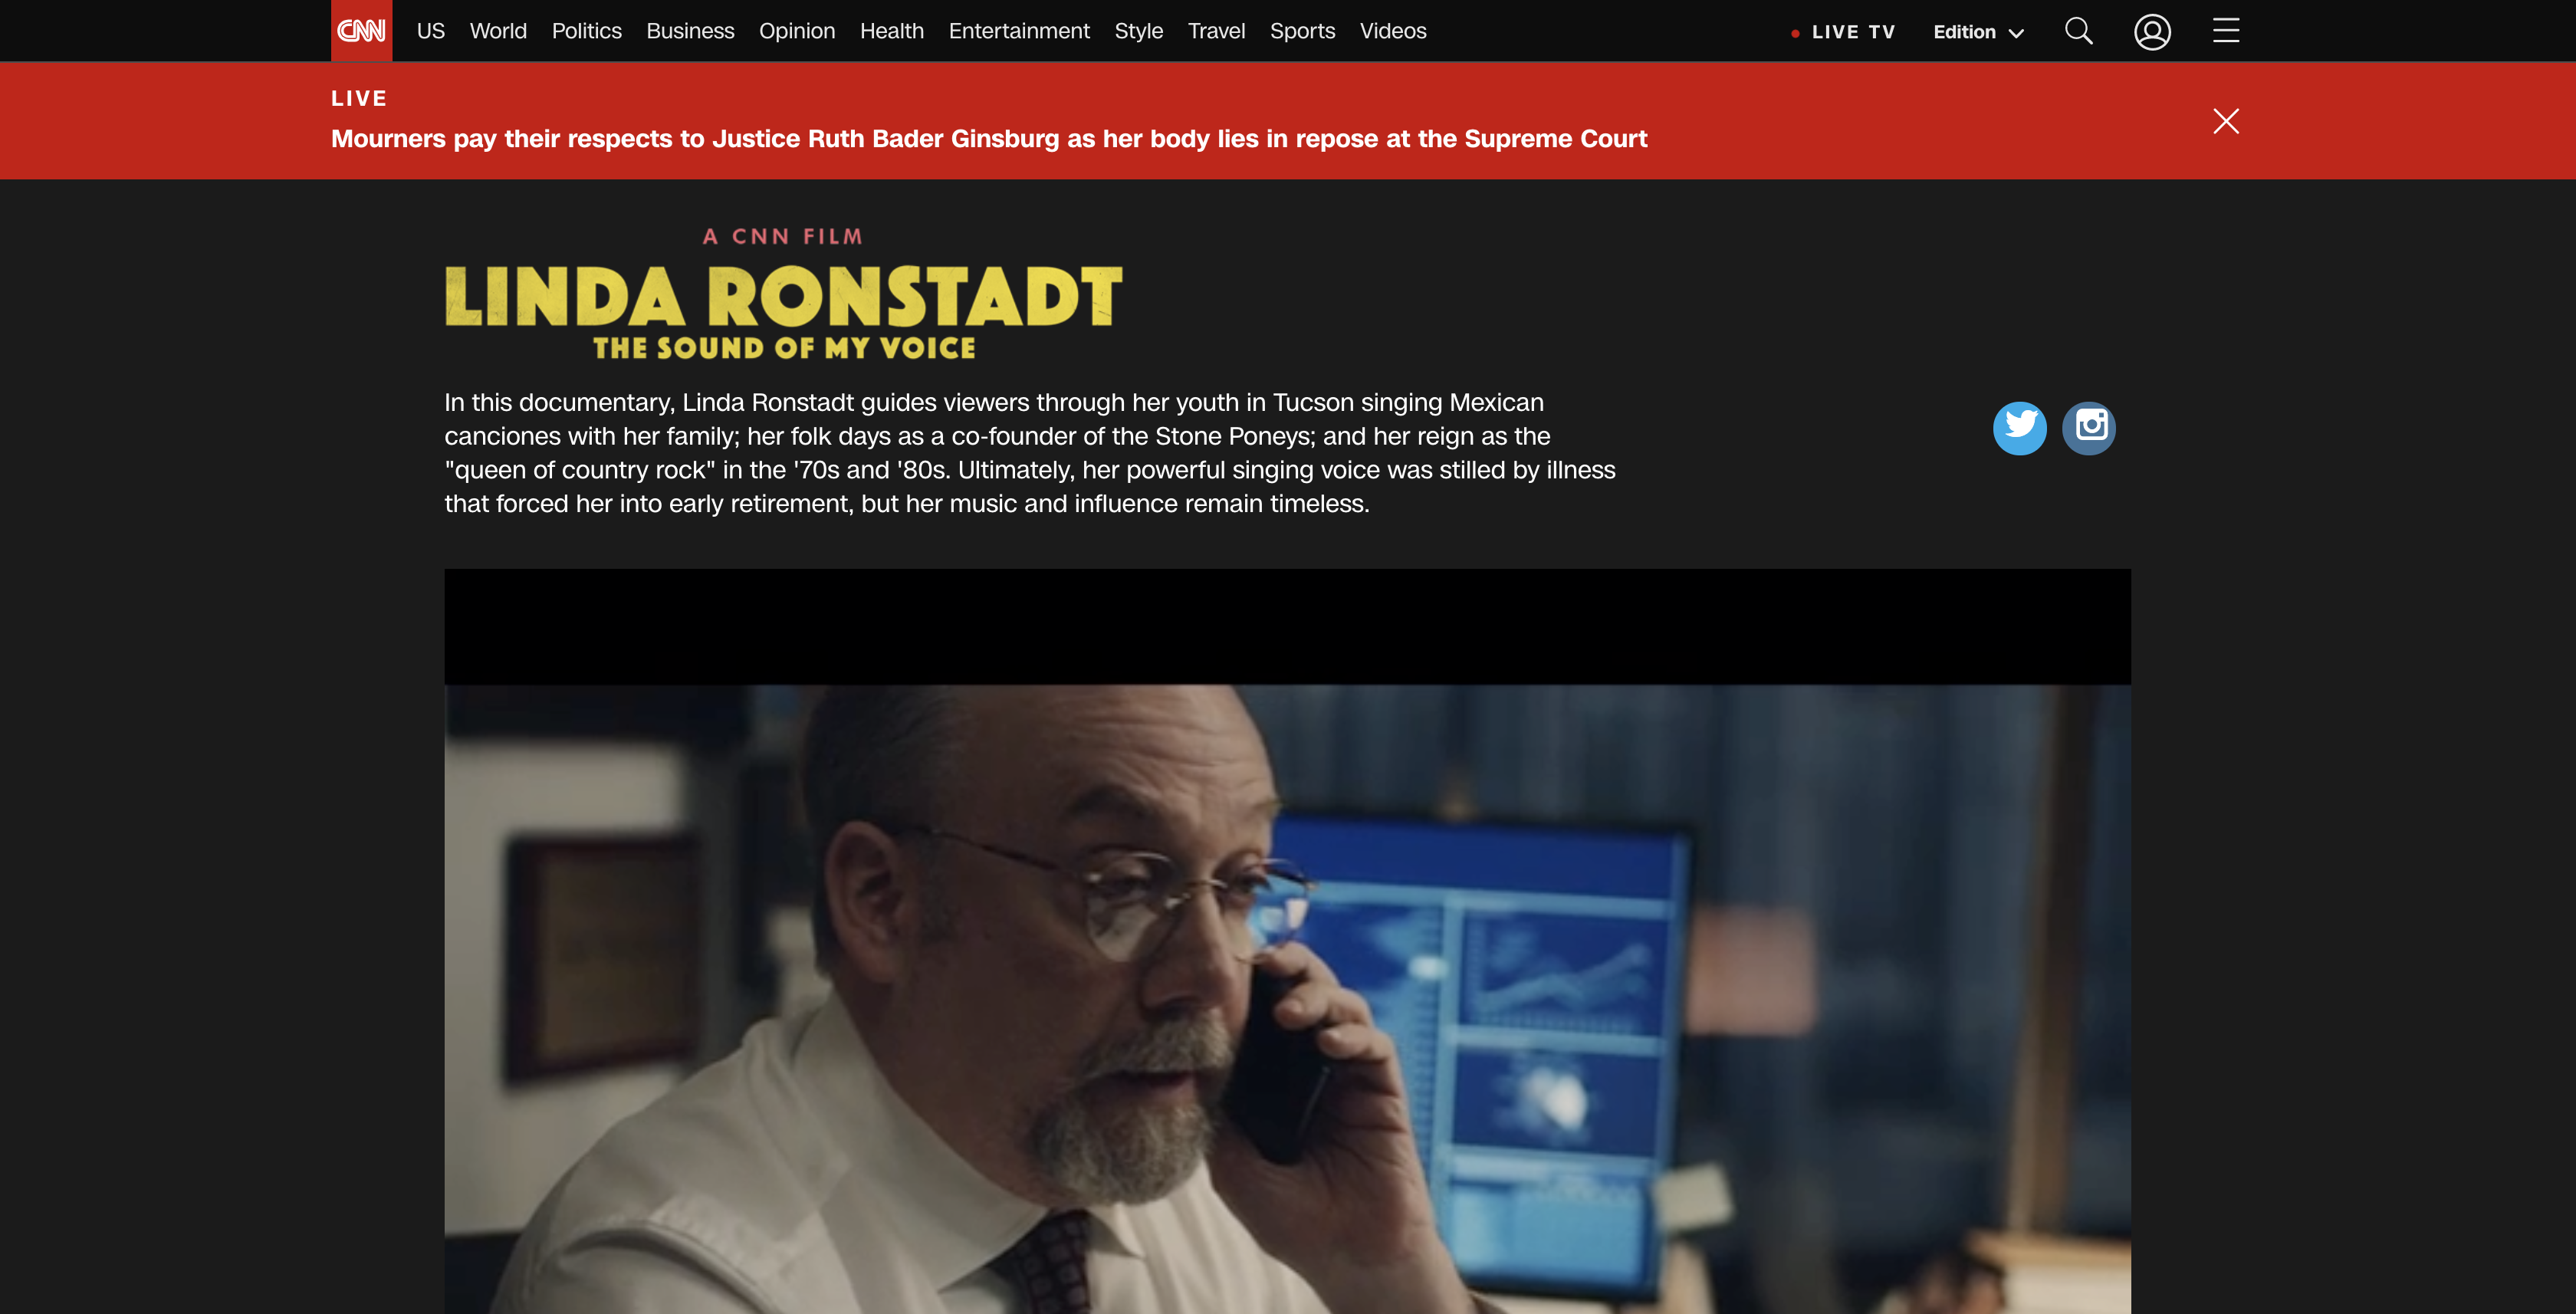 CNN
US World Politics Business Opinion Health Entertainment Style Travel Sports Videos
LIVE TV Edition
LIVE
Mourners pay their respects to Justice Ruth Bader Ginsburg as her body lies in repose at the Supreme Court
A CNN FILM
LINDA RONSTADT
THE SOUND OF MY VOICE
In this documentary, Linda Ronstadt guides viewers through her youth in Tucson singing Mexican
canciones with her family; her folk days as a co-founder of the Stone Poneys; and her reign as the
"queen of country rock" in the '70s and '80s. Ultimately, her powerful singing voice was stilled by illness
that forced her into early retirement, but her music and influence remain timeless.